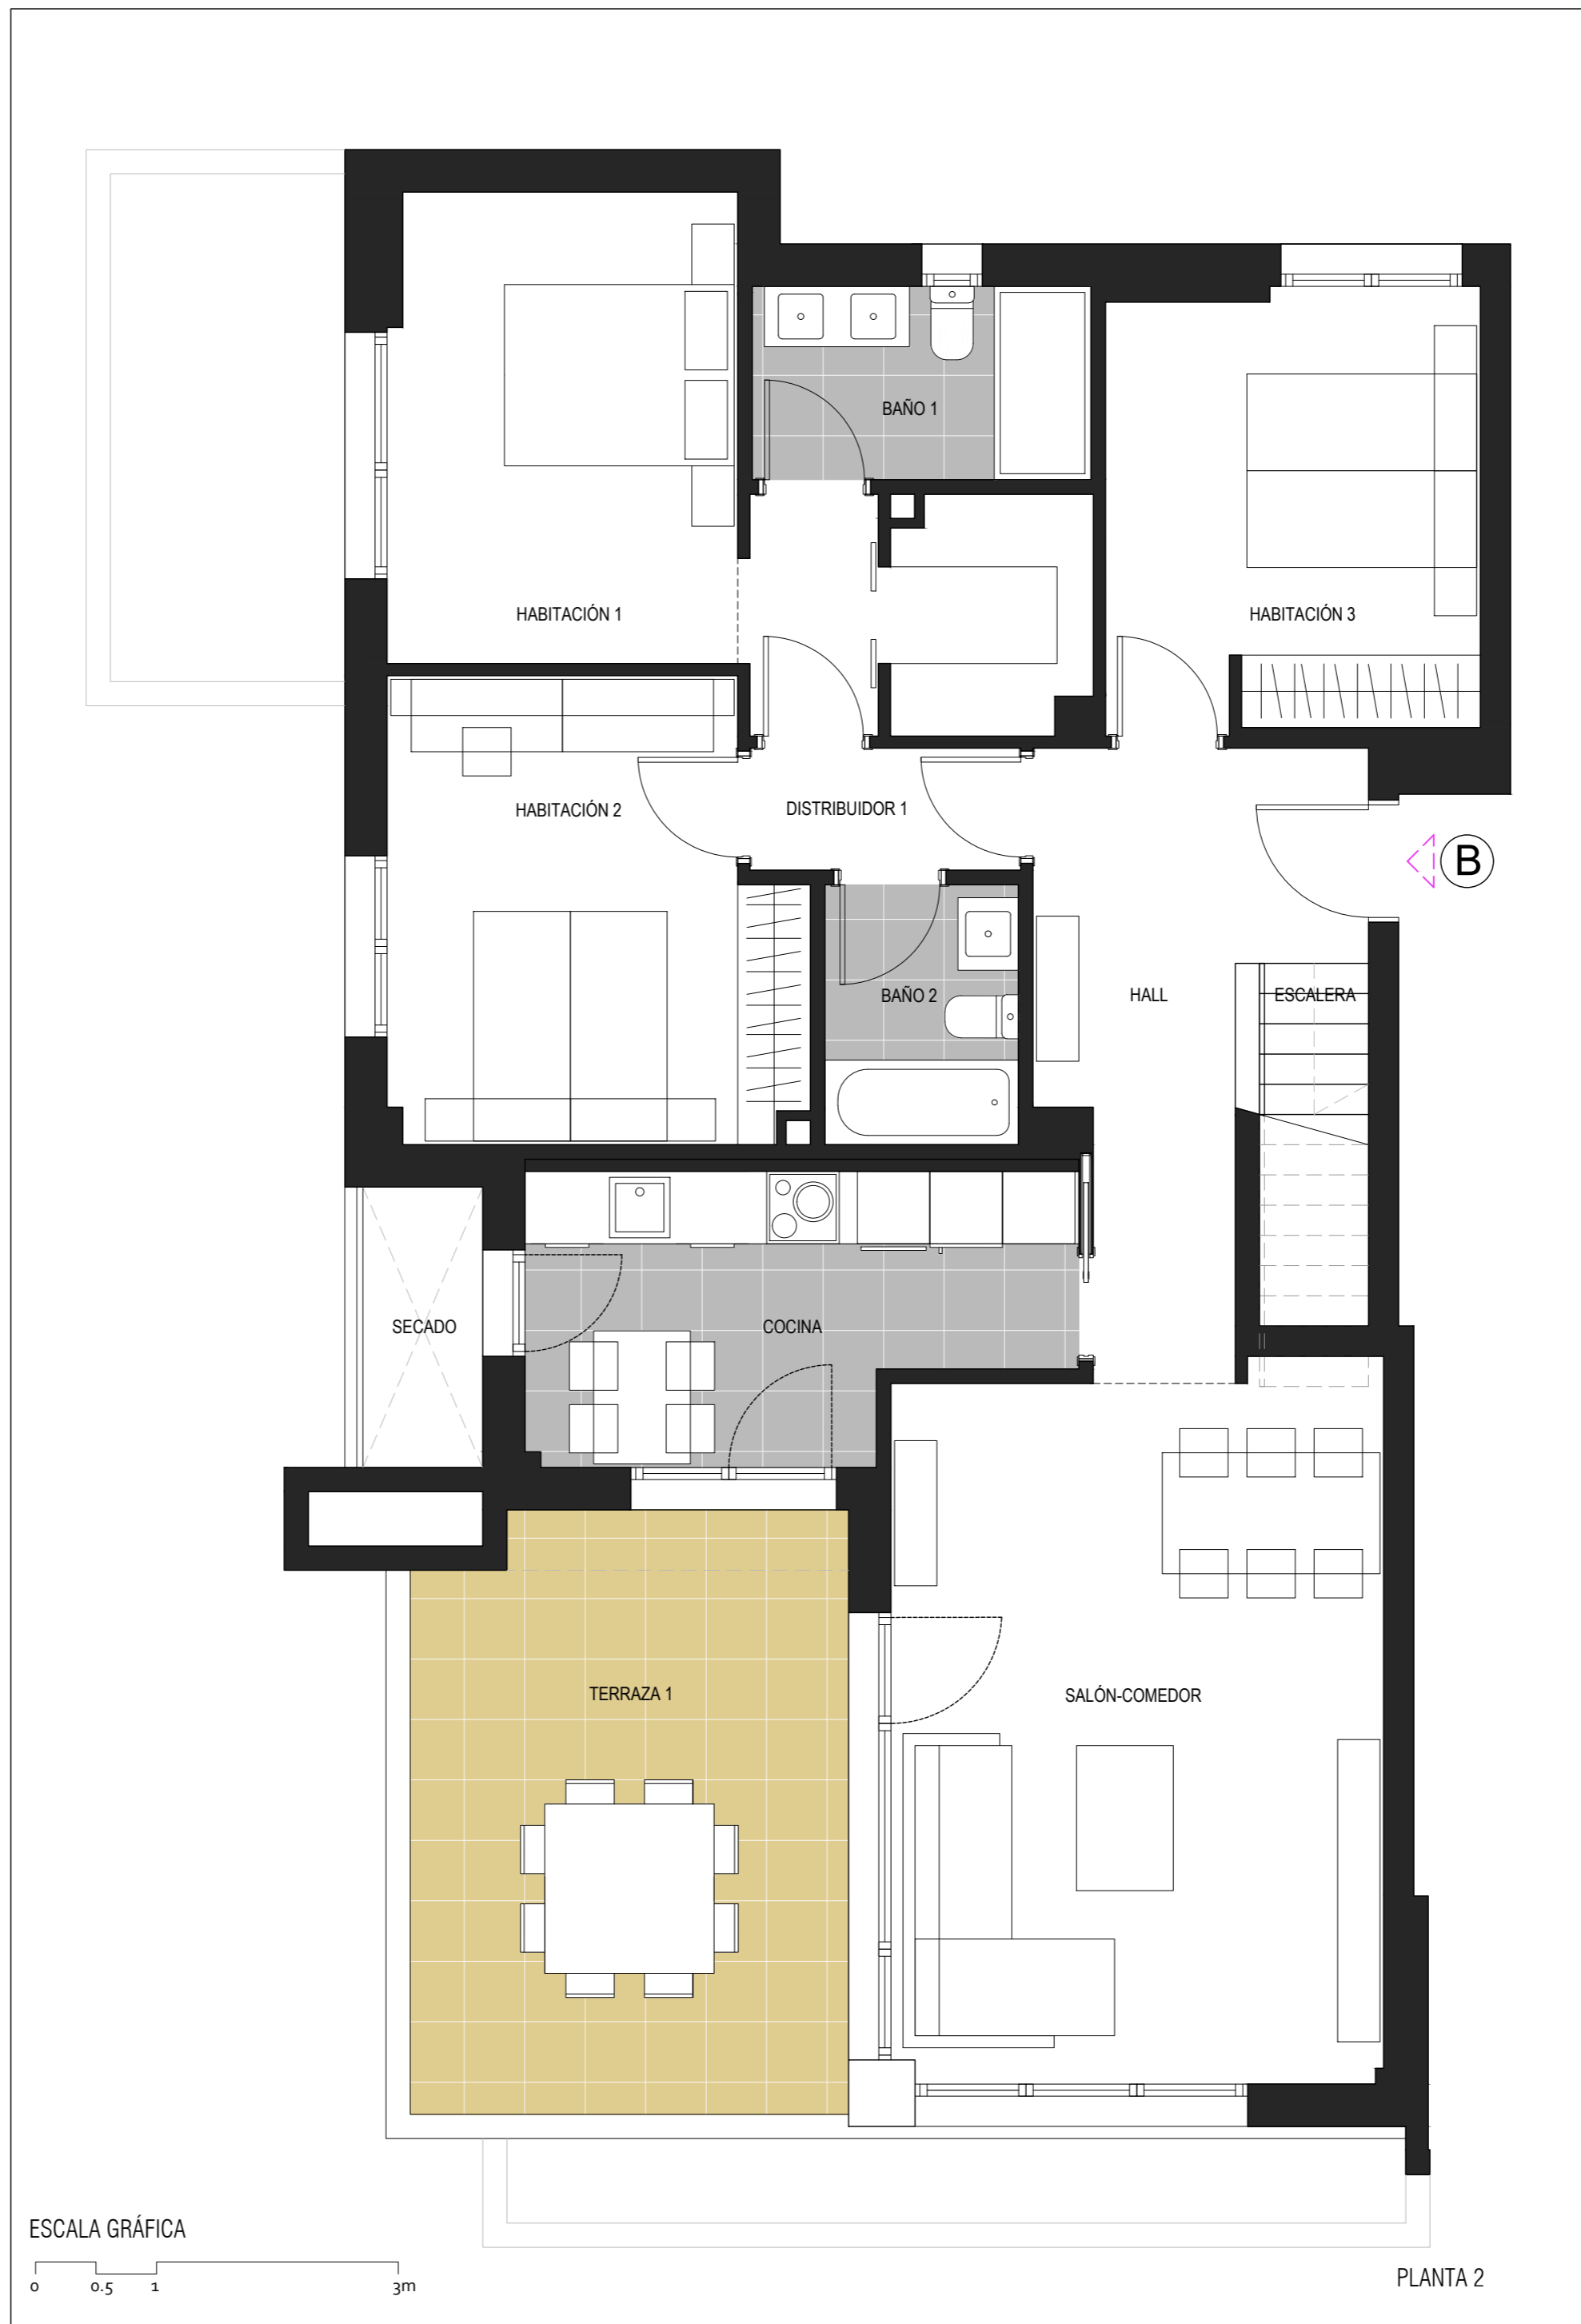 BAÑO 1
HABITACIÓN 1
HABITACIÓN 3
HABITACIÓN 2
DISTRIBUIDOR 1
B
BAÑO 2
HALL
ESCALERA
SECADO
COCINA
TERRAZA 1
SALÓN-COMEDOR
ESCALA GRÁFICA
0 0.5 1 3m
PLANTA 2